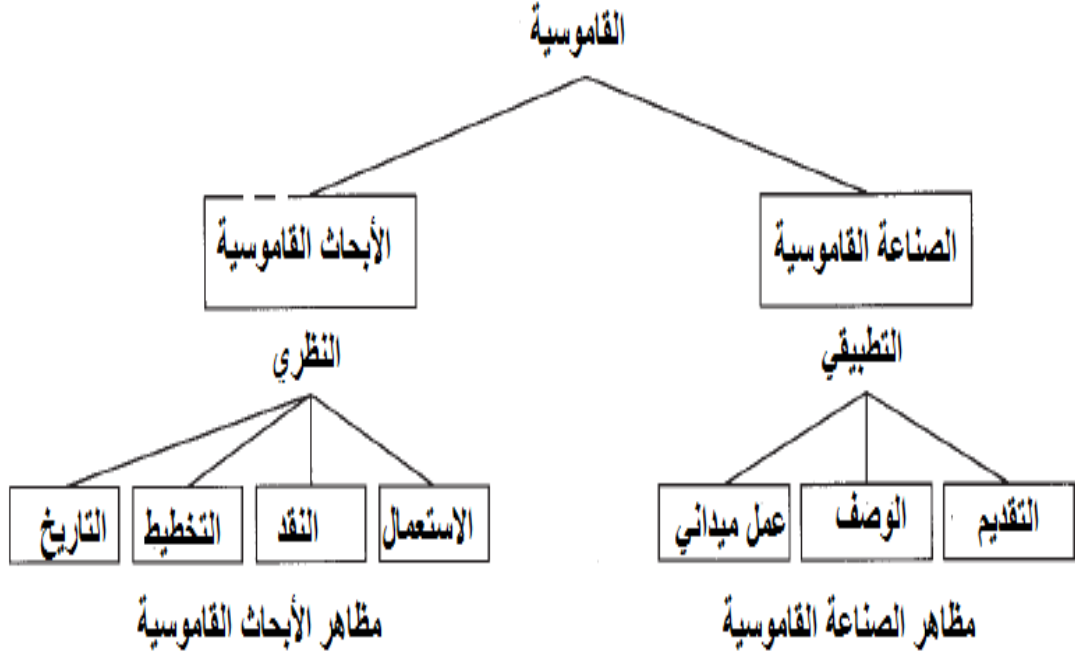 القاموسية
الصناعة القاموسية
الأبحاث القاموسية
التطبيقي
النظري
التقديم
الوصف
عمل ميداني
الاستعمال
النقد
التخطيط
التاريخ
مظاهر الصناعة القاموسية
مظاهر الأبحاث القاموسية